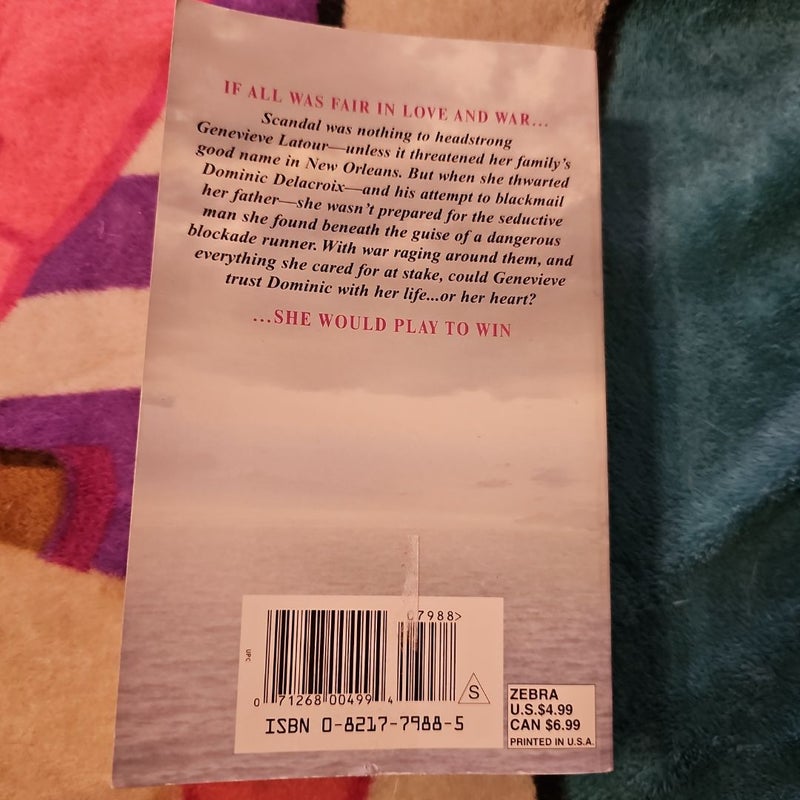 IF ALL WAS FAIR IN LOVE AND WAR...
Scandal was nothing to headstrong
Genevieve Latour—unless it threatened her family's
good name in New Orleans. But when she thwarted
Dominic Delacroix—and his attempt to blackmail
her father—she wasn't prepared for the seductive
man she found beneath the guise of a dangerous
blockade runner. With war raging around them, and
everything she cared for at stake, could Genevieve
trust Dominic with her life...or her heart?
...SHE WOULD PLAY TO WIN
07988>
UPC
0 71268 00499 4
S
ISBN 0-8217-7988-5
ZEBRA
U.S.$4.99
CAN $6.99
PRINTED IN U.S.A.